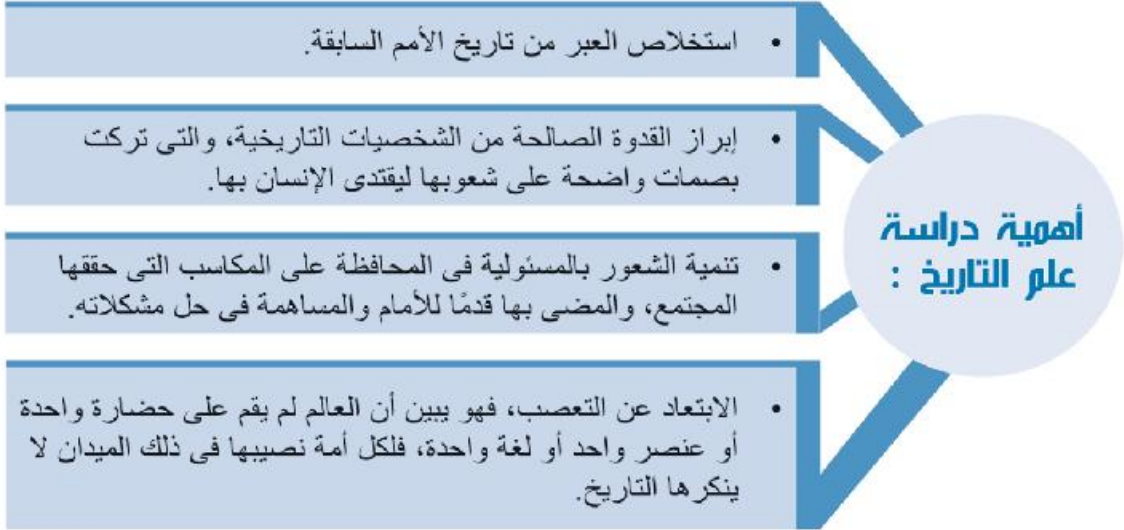 أهمية دراسة
علم التاريخ :
• استخلاص العبر من تاريخ الأمم السابقة.
• إبراز القدوة الصالحة من الشخصيات التاريخية، والتى تركت
بصمات واضحة على شعوبها ليقتدى الإنسان بها.
• تنمية الشعور بالمسئولية فى المحافظة على المكاسب التى حققها
المجتمع، والمضى بها قدمًا للأمام والمساهمة فى حل مشكلاته.
• الابتعاد عن التعصب، فهو يبين أن العالم لم يقم على حضارة واحدة
أو عنصر واحد أو لغة واحدة، فلكل أمة نصيبها فى ذلك الميدان لا
ينكرها التاريخ.